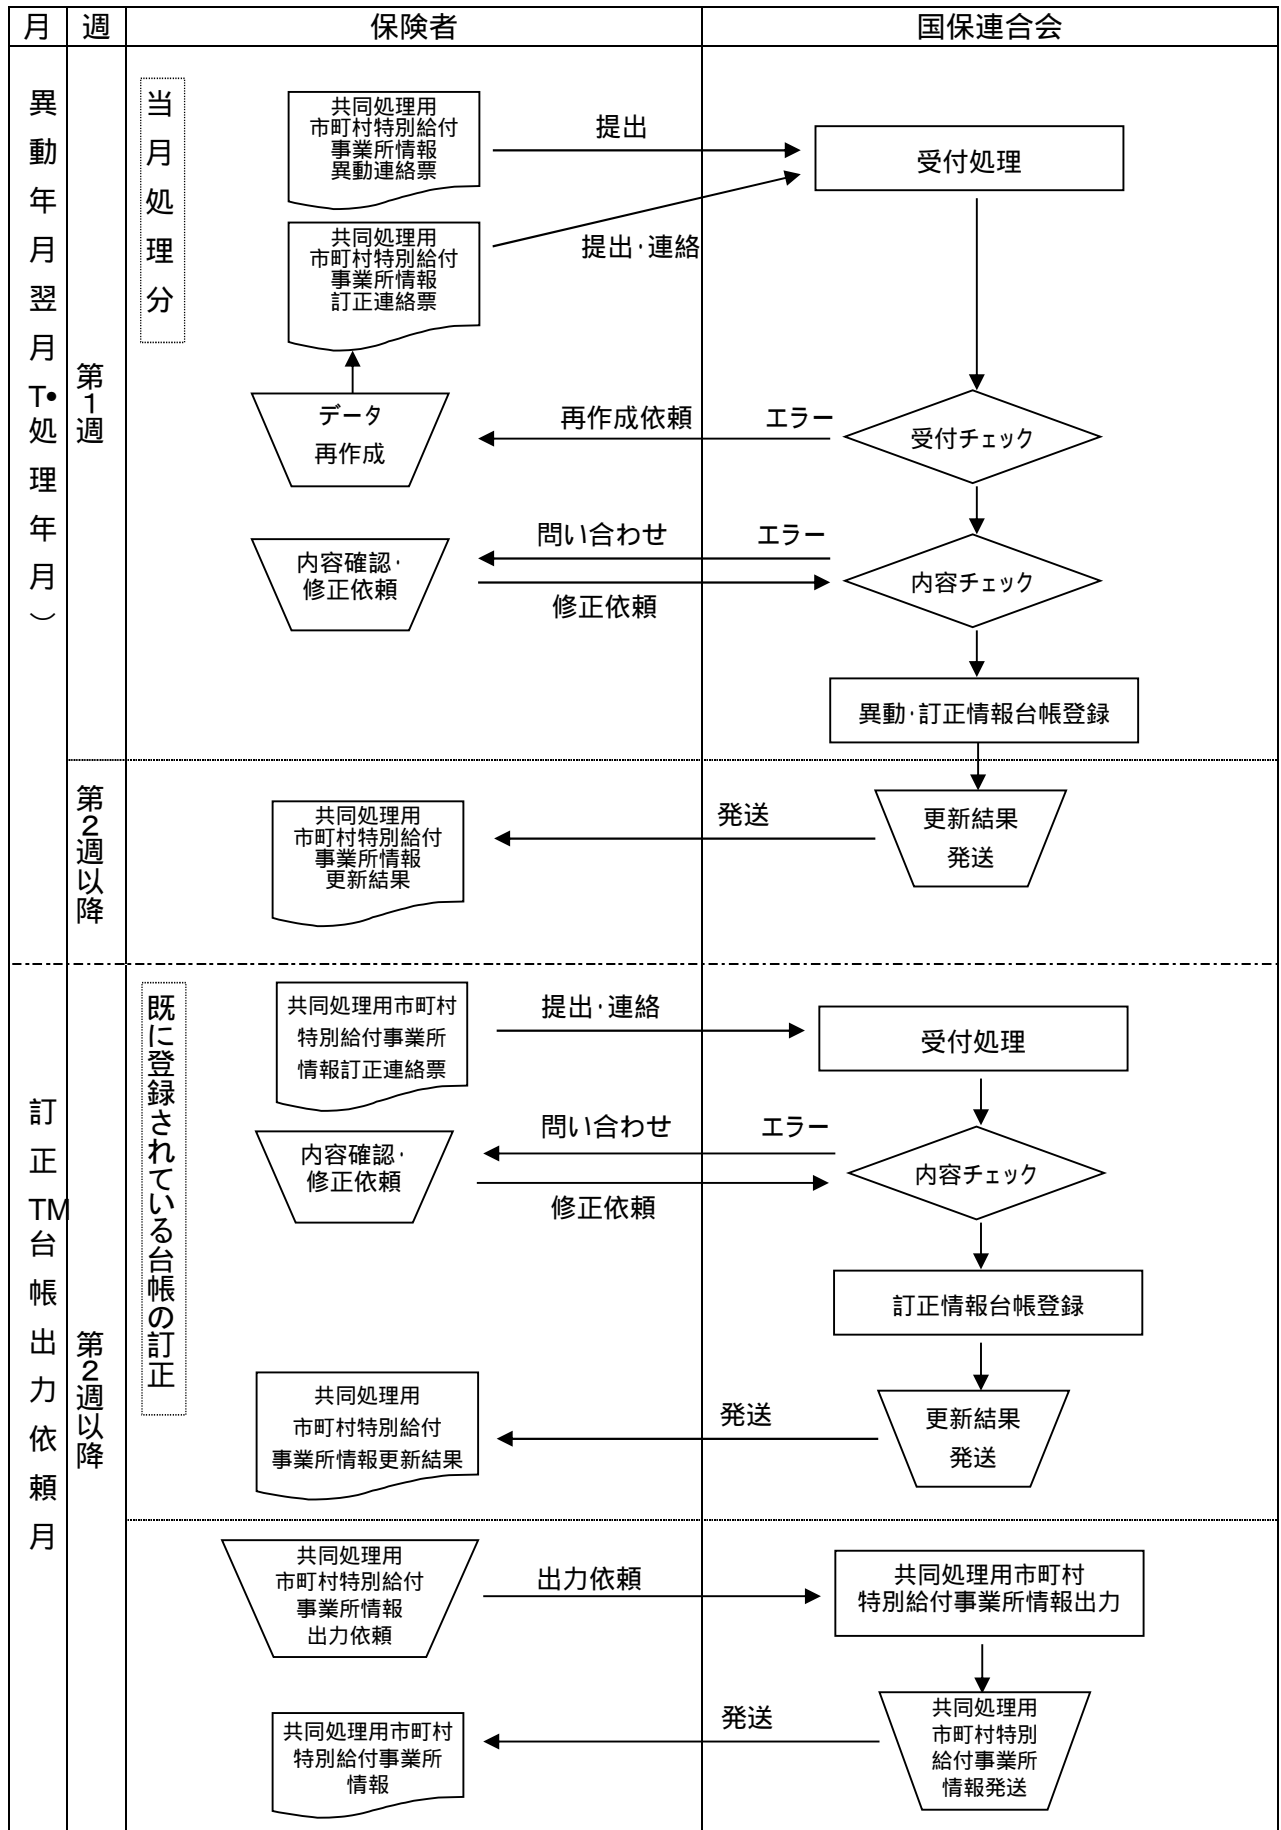 月
週
保険者
国保連合会
異動年月翌月T•処理年月）
第1週
当月処理分
共同処理用
市町村特別給付
事業所情報
異動連絡票
提出
受付処理
共同処理用
市町村特別給付
事業所情報
訂正連絡票
提出・連絡
データ
再作成
再作成依頼
エラー
受付チェック
問い合わせ
エラー
内容確認・
修正依頼
修正依頼
内容チェック
異動・訂正情報台帳登録
第2週以降
共同処理用
市町村特別給付
事業所情報
更新結果
発送
更新結果
発送
訂正TM台帳出力依頼月
第2週以降
既に登録されている台帳の訂正
共同処理用市町村
特別給付事業所
情報訂正連絡票
提出・連絡
受付処理
問い合わせ
エラー
内容確認・
修正依頼
修正依頼
内容チェック
訂正情報台帳登録
共同処理用
市町村特別給付
事業所情報更新結果
発送
更新結果
発送
共同処理用
市町村特別給付
事業所情報
出力依頼
出力依頼
共同処理用市町村
特別給付事業所情報出力
共同処理用市町村
特別給付事業所
情報
発送
共同処理用
市町村特別
給付事業所
情報発送